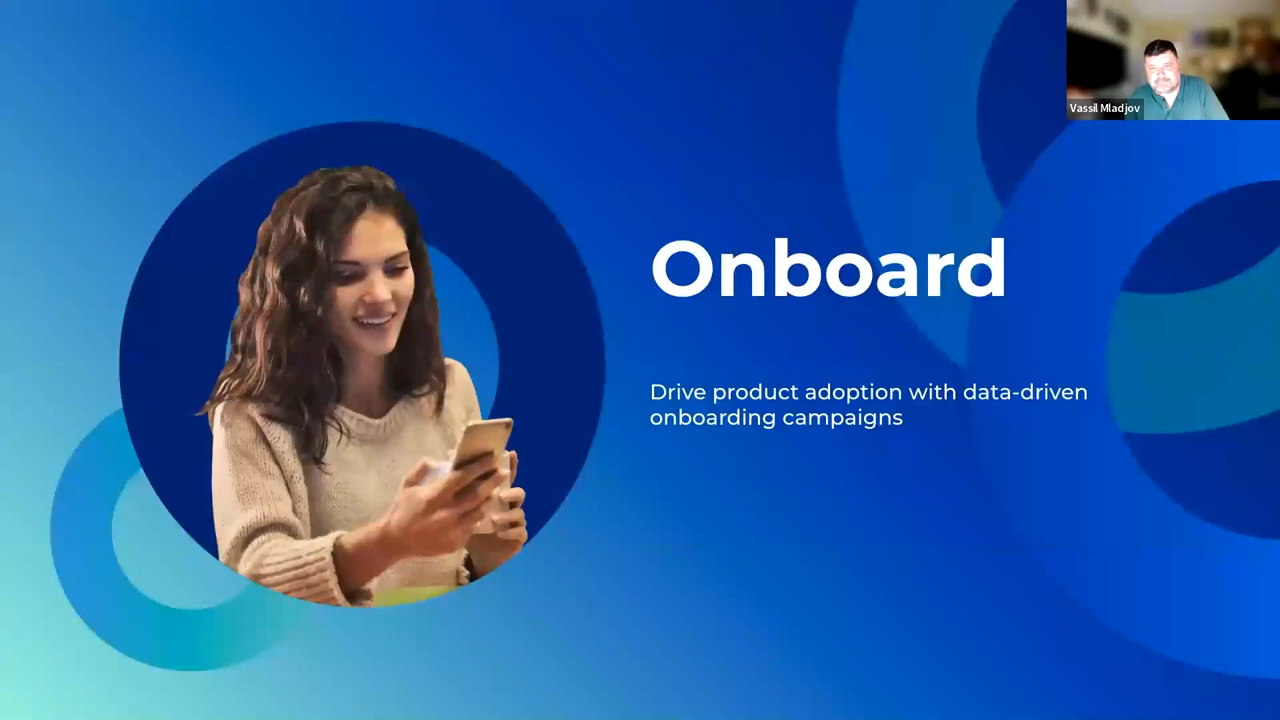 Vassil Mladjov
Onboard
Drive product adoption with data-driven
onboarding campaigns